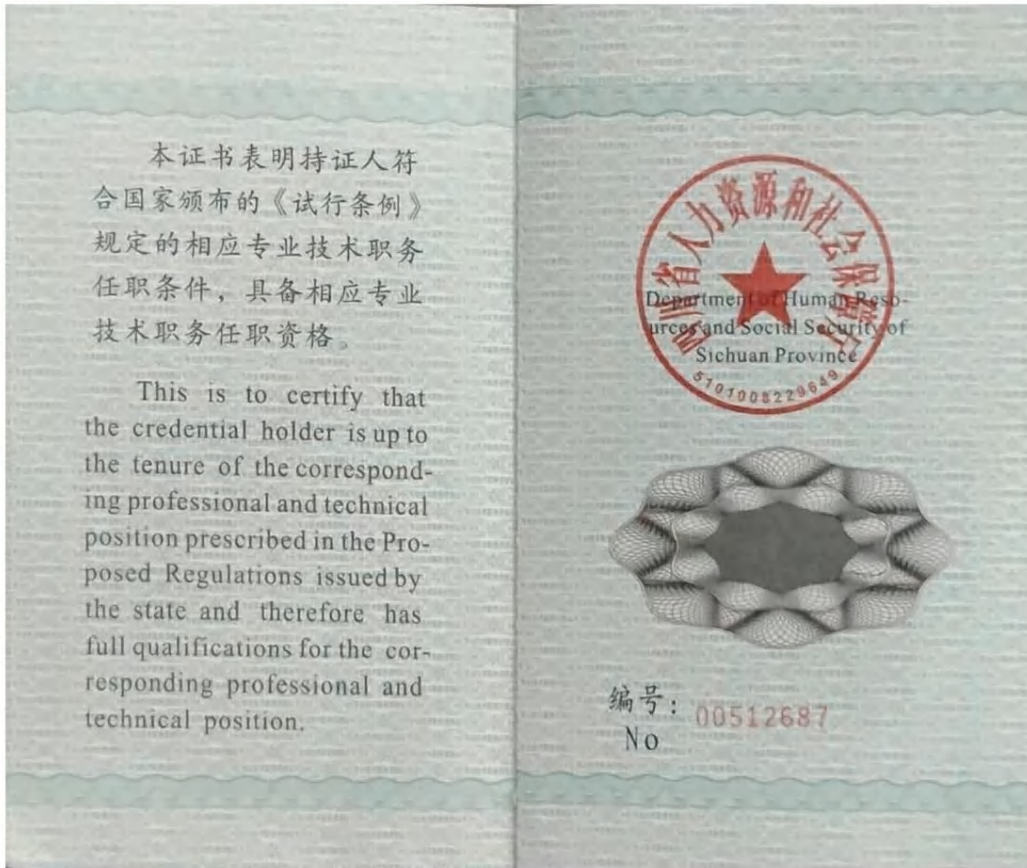 本证书表明持证人符
合国家颁布的《试行条例》
规定的相应专业技术职务
任职条件，具备相应专业
技术职务任职资格。
This is to certify that
the credential holder is up to
the tenure of the correspond-
ing professional and technical
position prescribed in the Pro-
posed Regulations issued by
the state and therefore has
full qualifications for the cor-
responding professional and
technical position.
四川省人力资源和社会保障厅
Department of Human Reso-
urces and Social Security of
Sichuan Province
5101008229649
编号：00512687
No